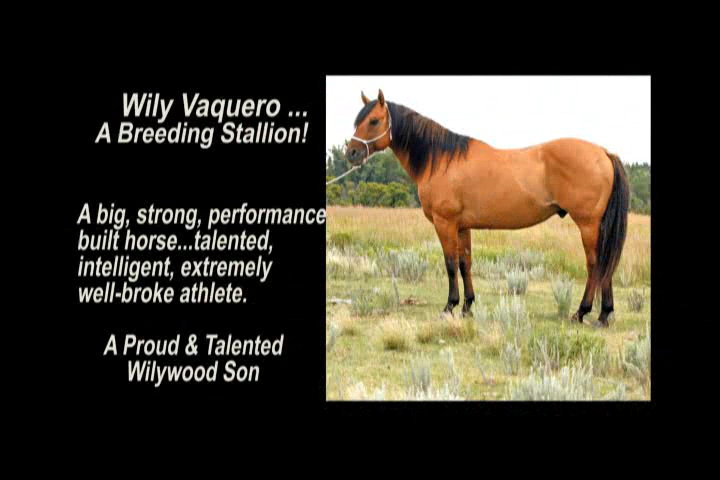 Wily Vaquero ...
A Breeding Stallion!
A big, strong, performance
built horse...talented,
intelligent, extremely
well-broke athlete.
A Proud & Talented
Wilywood Son